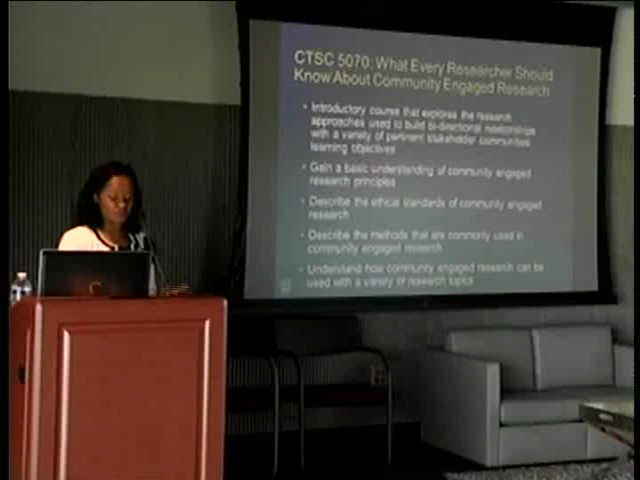 CTSC 5070: What Every Researcher Should
Know About Community Engaged Research
• Introductory course that explores the research
approaches used to build bi-directional relationships
with a variety of pertinent stakeholder communities.
learning objectives
• Gain a basic understanding of community engaged
research principles
• Describe the ethical standards of community engaged
research
• Describe the methods that are commonly used in
community engaged research
• Understand how community engaged research can be
used with a variety of research topics